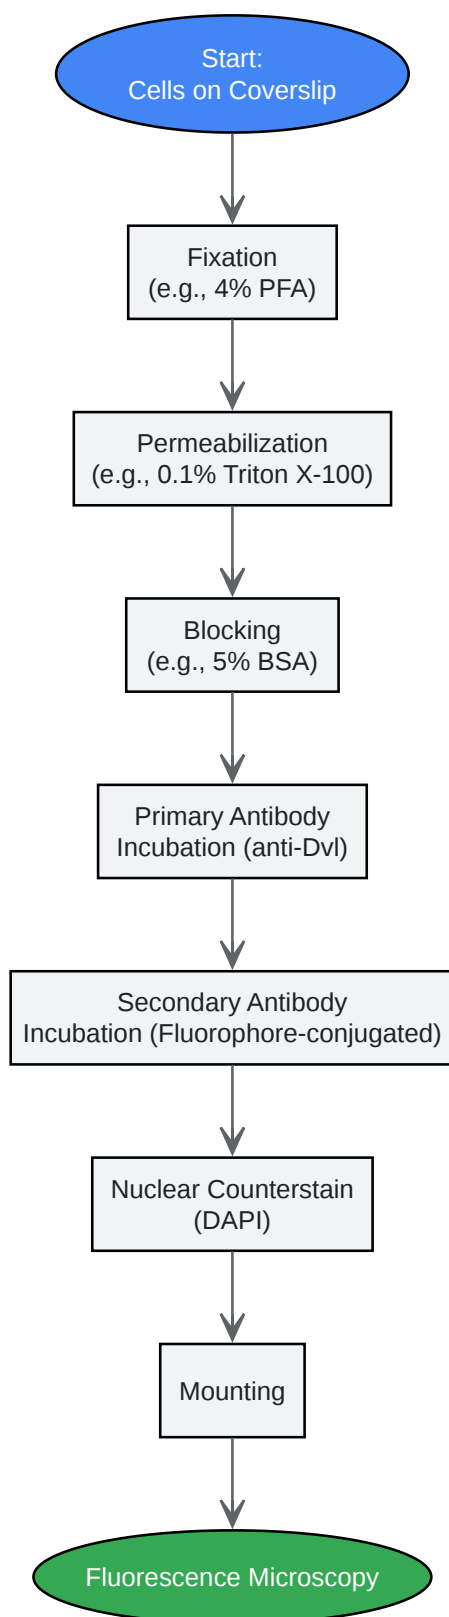 Start:
Cells on Coverslip
Fixation
(e.g., 4% PFA)
Permeabilization
(e.g., 0.1% Triton X-100)
Blocking
(e.g., 5% BSA)
Primary Antibody
Incubation (anti-Dvl)
Secondary Antibody
Incubation (Fluorophore-conjugated)
Nuclear Counterstain
(DAPI)
Mounting
Fluorescence Microscopy